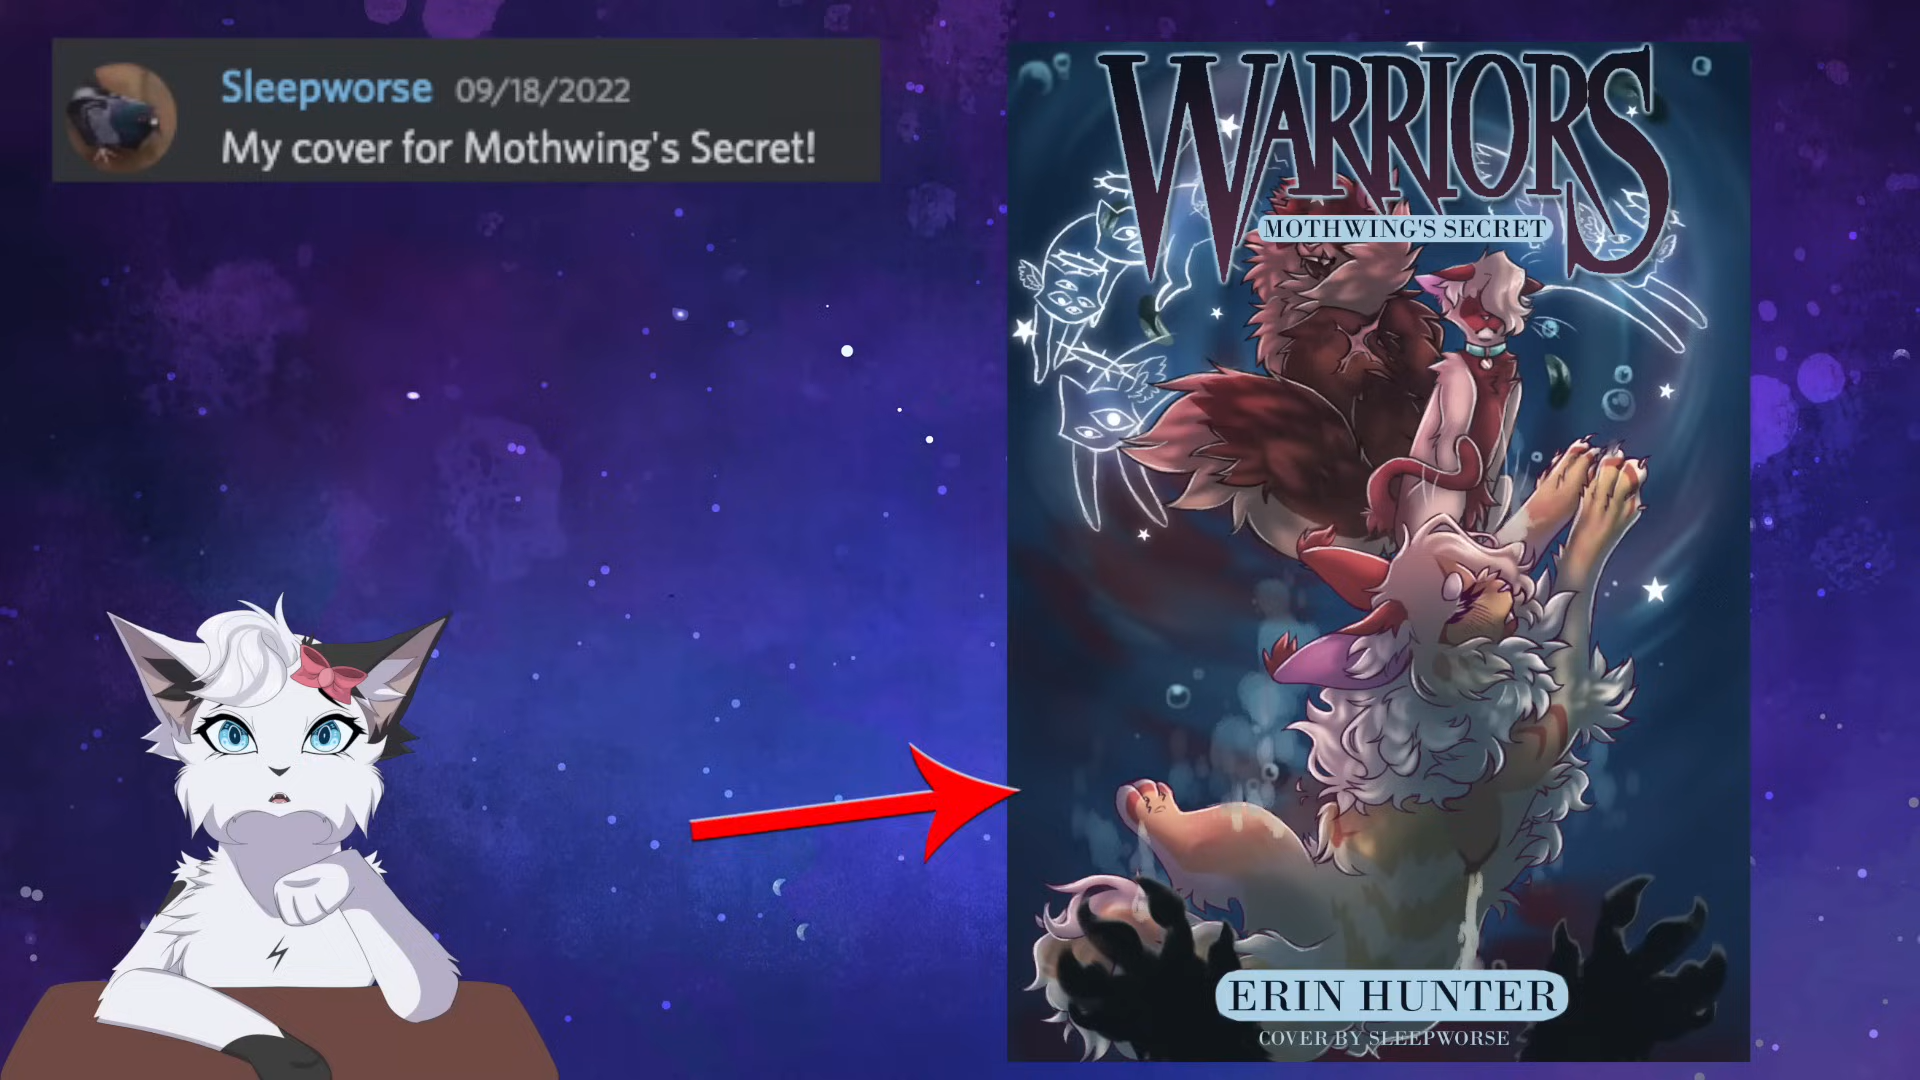 Sleepworse 09/18/2022
My cover for Mothwing's Secret!
WARRIORS
MOTHWING'S SECRET
ERIN HUNTER
COVER BY SLEEPWORSE